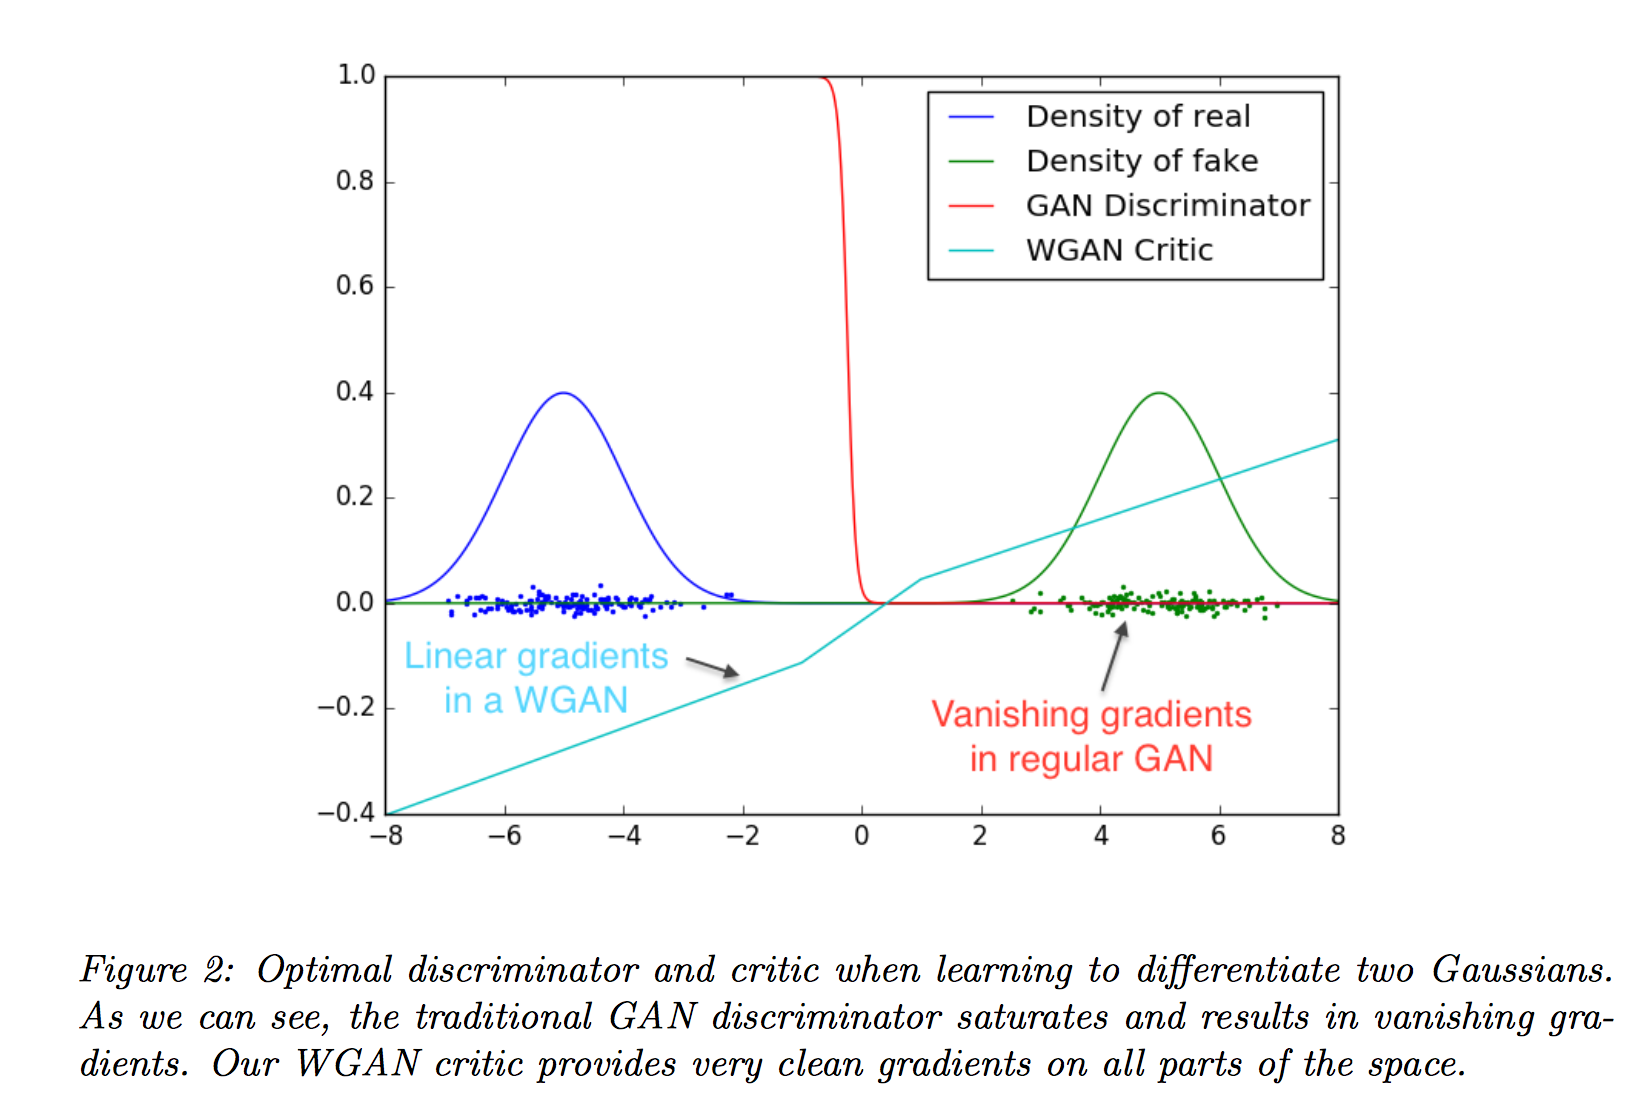 1.0
0.8
0.6
0.4
0.2
0.0
−0.2
−0.4
−8 −6 −4 −2 0 2 4 6 8
Density of real
Density of fake
GAN Discriminator
WGAN Critic
Linear gradients
in a WGAN
Vanishing gradients
in regular GAN
Figure 2: Optimal discriminator and critic when learning to differentiate two Gaussians.
As we can see, the traditional GAN discriminator saturates and results in vanishing gra-
dients. Our WGAN critic provides very clean gradients on all parts of the space.